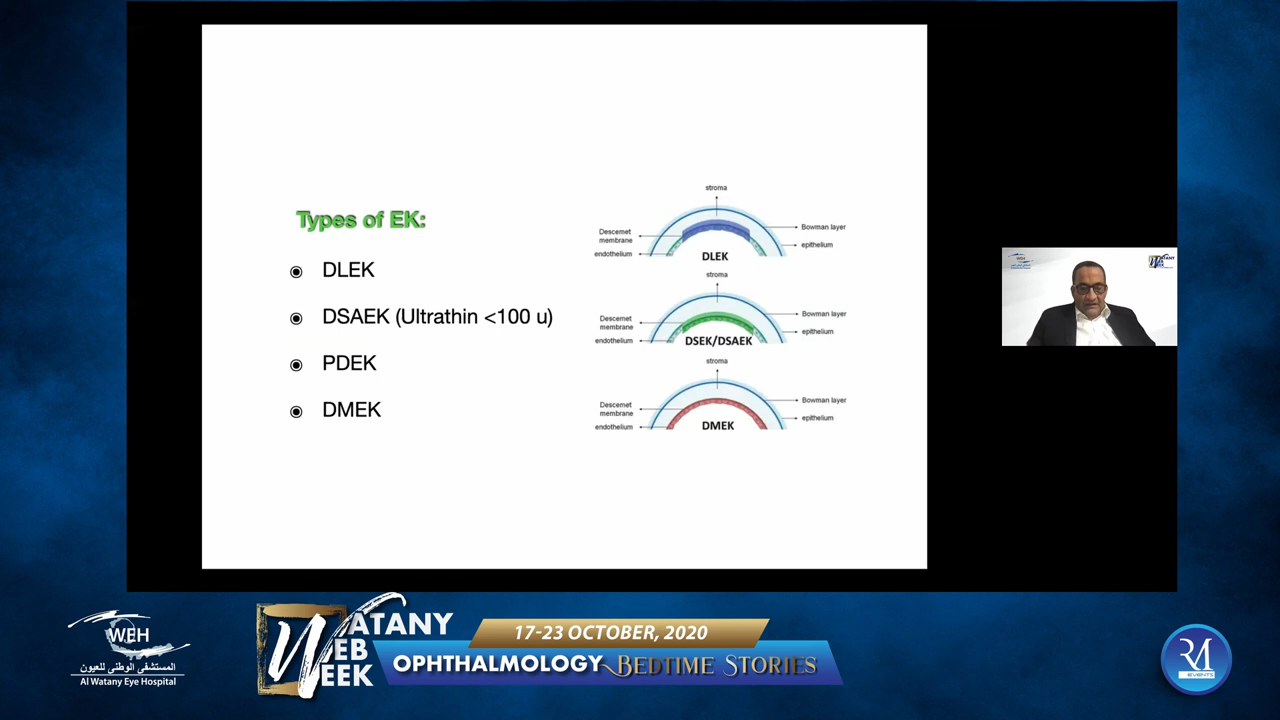 Types of EK:
DLEK
DSAEK (Ultrathin <100 u)
PDEK
DMEK
stroma
Descemet
membrane
endothelium
Bowman layer
epithelium
DLEK
stroma
Descemet
membrane
endothelium
Bowman layer
epithelium
DSEK/DSAEK
stroma
Descemet
membrane
endothelium
Bowman layer
epithelium
DMEK
WEH
WEH
المستشفى الوطني للعيون
Al Watany Eye Hospital
WATANY
WEB
WEEK
17-23 OCTOBER, 2020
OPHTHALMOLOGY BEDTIME STORIES
RM
EVENTS